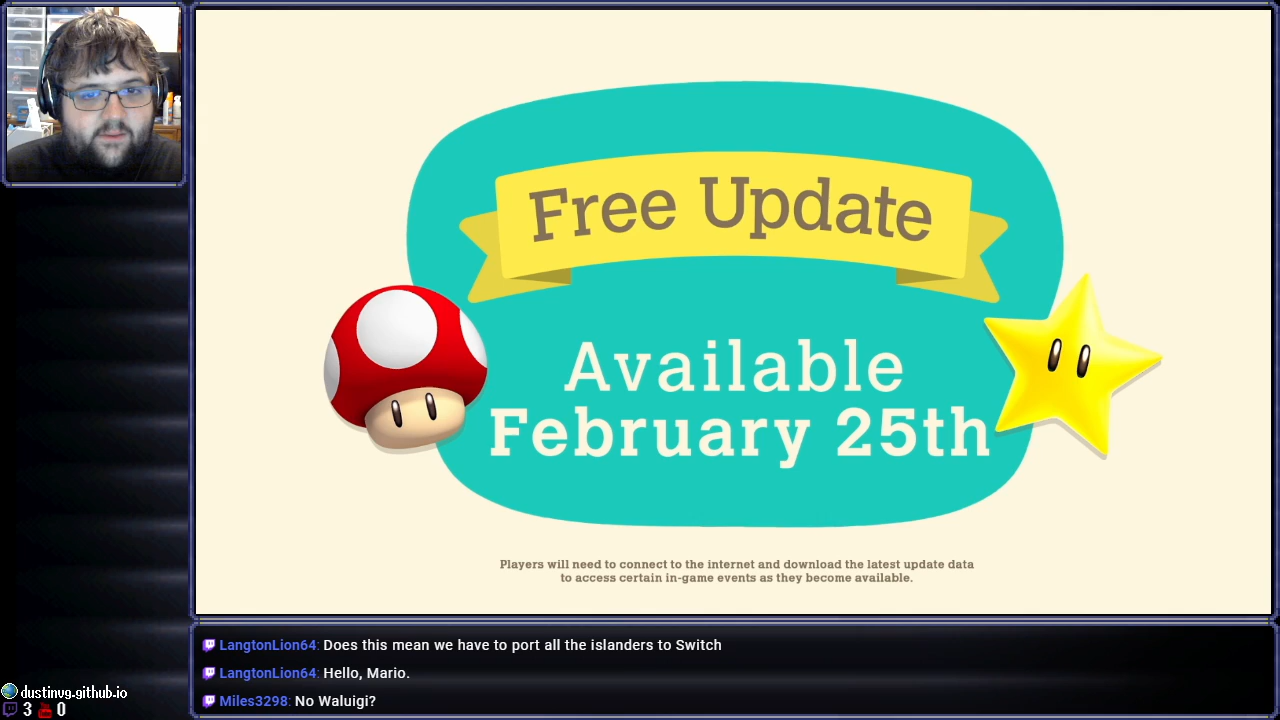 Free Update
Available
February 25th
Players will need to connect to the internet and download the latest update data
to access certain in-game events as they become available.
LangtonLion64: Does this mean we have to port all the islanders to Switch
LangtonLion64: Hello, Mario.
Miles3298: No Waluigi?
dustinvg.github.io
3 0